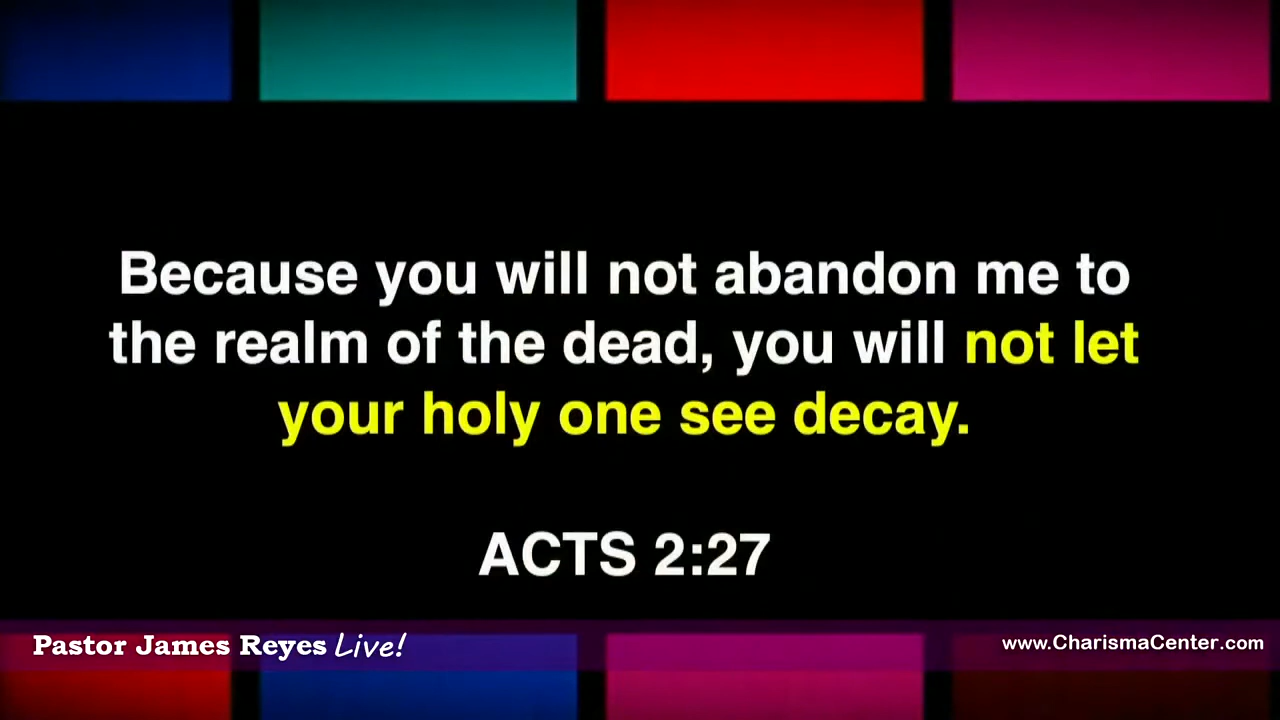 Because you will not abandon me to
the realm of the dead, you will not let
your holy one see decay.
ACTS 2:27
Pastor James Reyes Live!
www.CharismaCenter.com